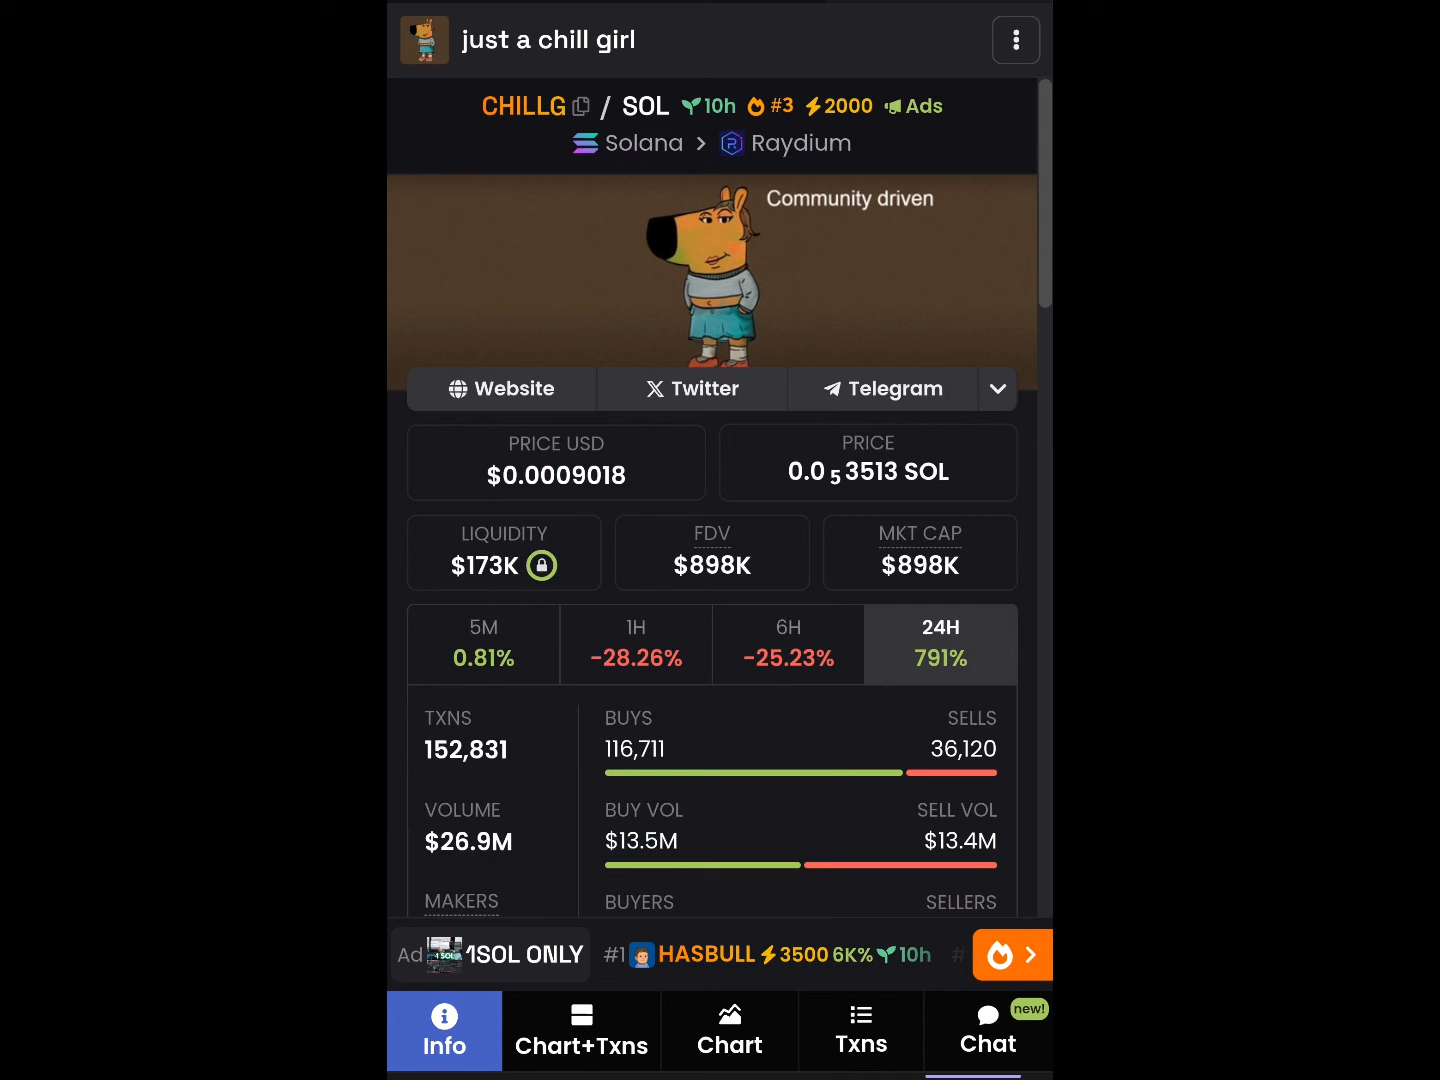 just a chill girl
CHILLG / SOL 10h #3 2000 Ads
Solana > Raydium
Community driven
Website Twitter Telegram
PRICE USD PRICE
$0.0009018 0.0₅3513 SOL
LIQUIDITY FDV MKT CAP
$173K $898K $898K
5M 1H 6H 24H
0.81% -28.26% -25.23% 791%
TXNS BUYS SELLS
152,831 116,711 36,120
VOLUME BUY VOL SELL VOL
$26.9M $13.5M $13.4M
MAKERS BUYERS SELLERS
Ad 1SOL ONLY #1 HASBULL 3500 6K% 10h #
new!
Info Chart+Txns Chart Txns Chat